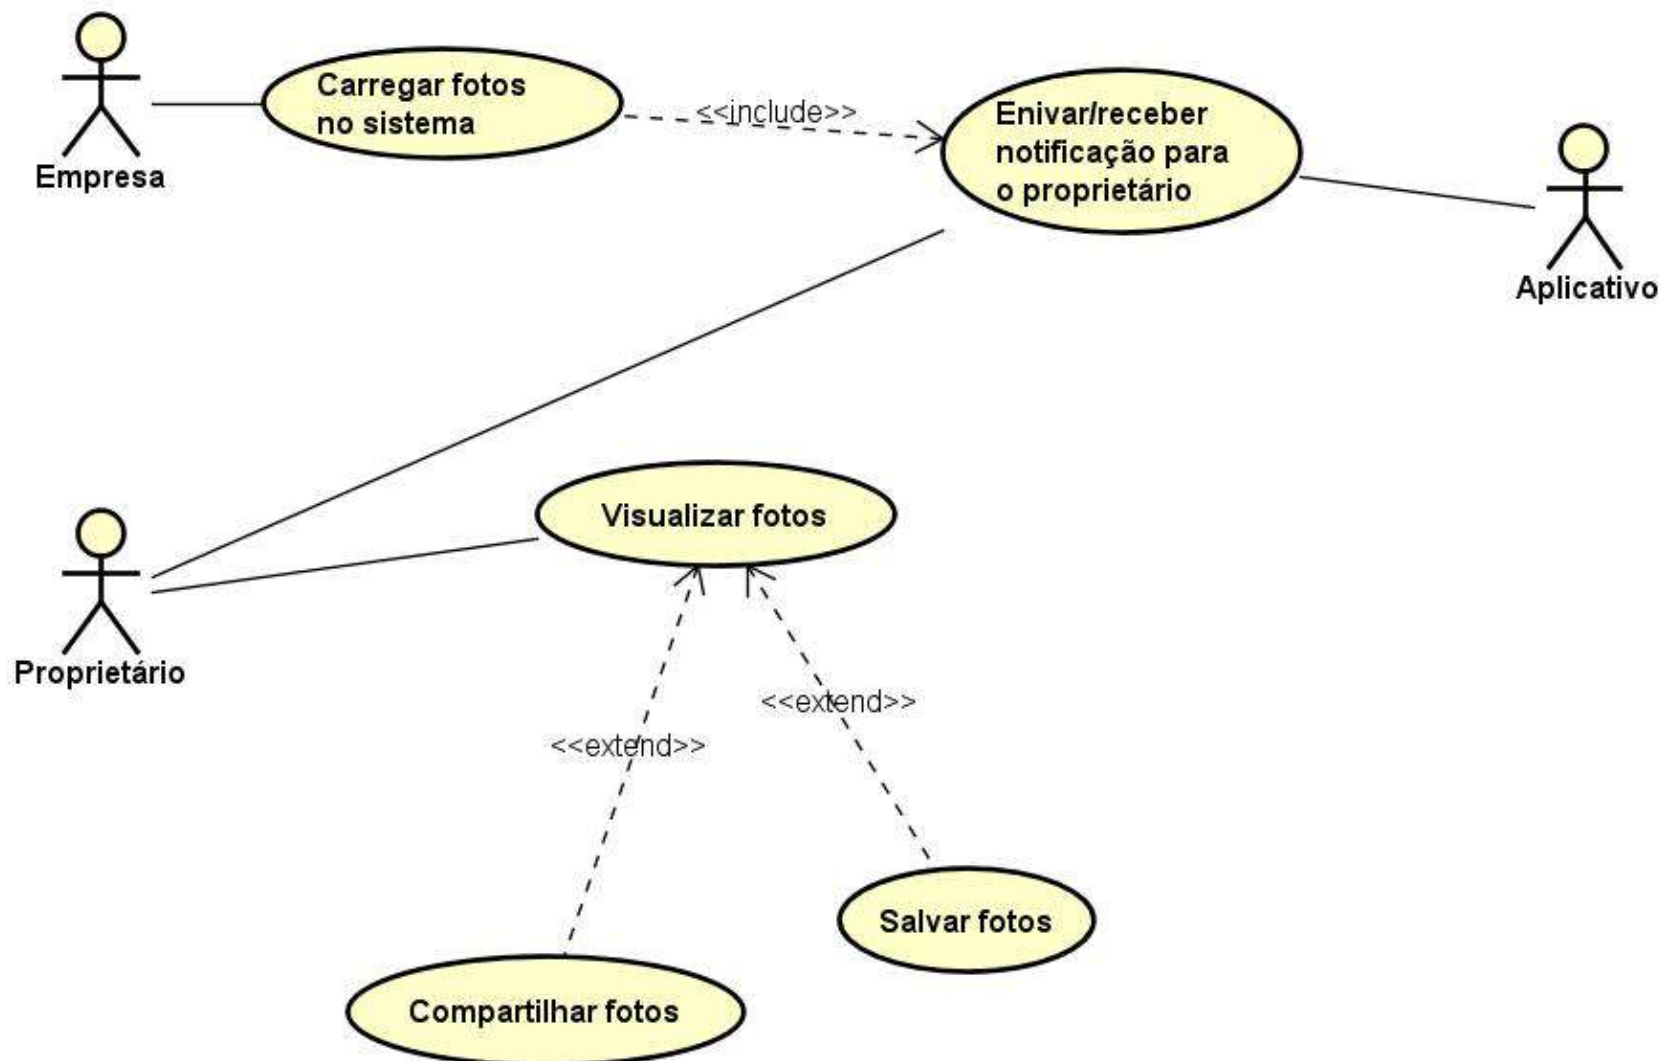 Carregar fotos
no sistema
<<include>>
Enivar/receber
notificação para
o proprietário
Empresa
Aplicativo
Visualizar fotos
Proprietário
<<extend>>
<<extend>>
Salvar fotos
Compartilhar fotos